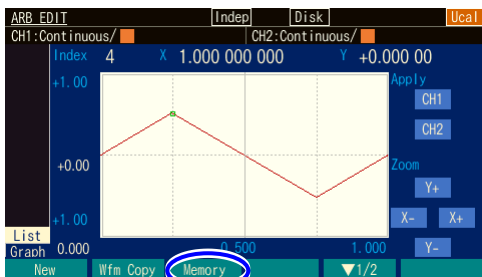 ARB EDIT Indep Disk Ucal
CH1:Continuous/ CH2:Continuous/
Index 4 X 1.000 000 000 Y +0.000 00
+1.00 Apply
CH1
CH2
+0.00 Zoom
Y+
+1.00 X- X+
List
Graph 0.000 0.500 1.000 Y-
New Wfm Copy Memory ▼1/2